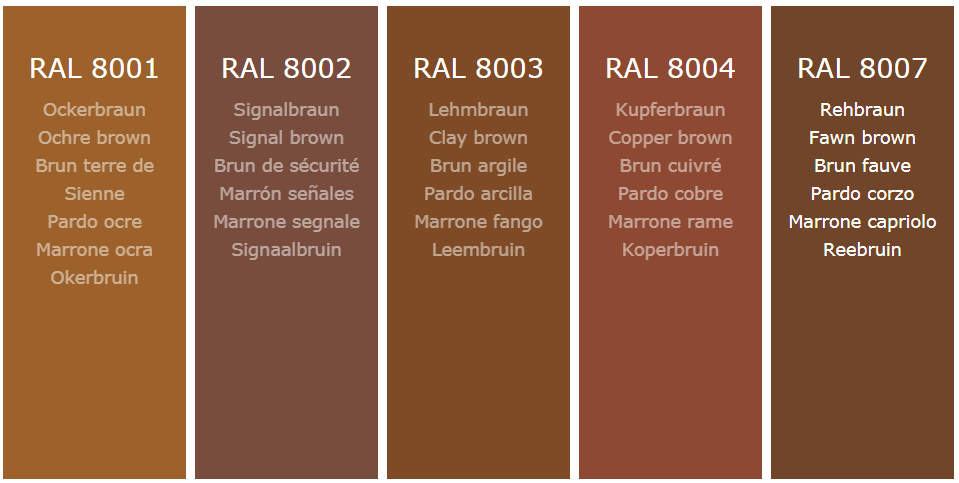 RAL 8001
Ockerbraun
Ochre brown
Brun terre de
Sienne
Pardo ocre
Marrone ocra
Okerbruin
RAL 8002
Signalbraun
Signal brown
Brun de sécurité
Marrón señales
Marrone segnale
Signaalbruin
RAL 8003
Lehmbraun
Clay brown
Brun argile
Pardo arcilla
Marrone fango
Leembruin
RAL 8004
Kupferbraun
Copper brown
Brun cuivré
Pardo cobre
Marrone rame
Koperbruin
RAL 8007
Rehbraun
Fawn brown
Brun fauve
Pardo corzo
Marrone capriolo
Reebruin